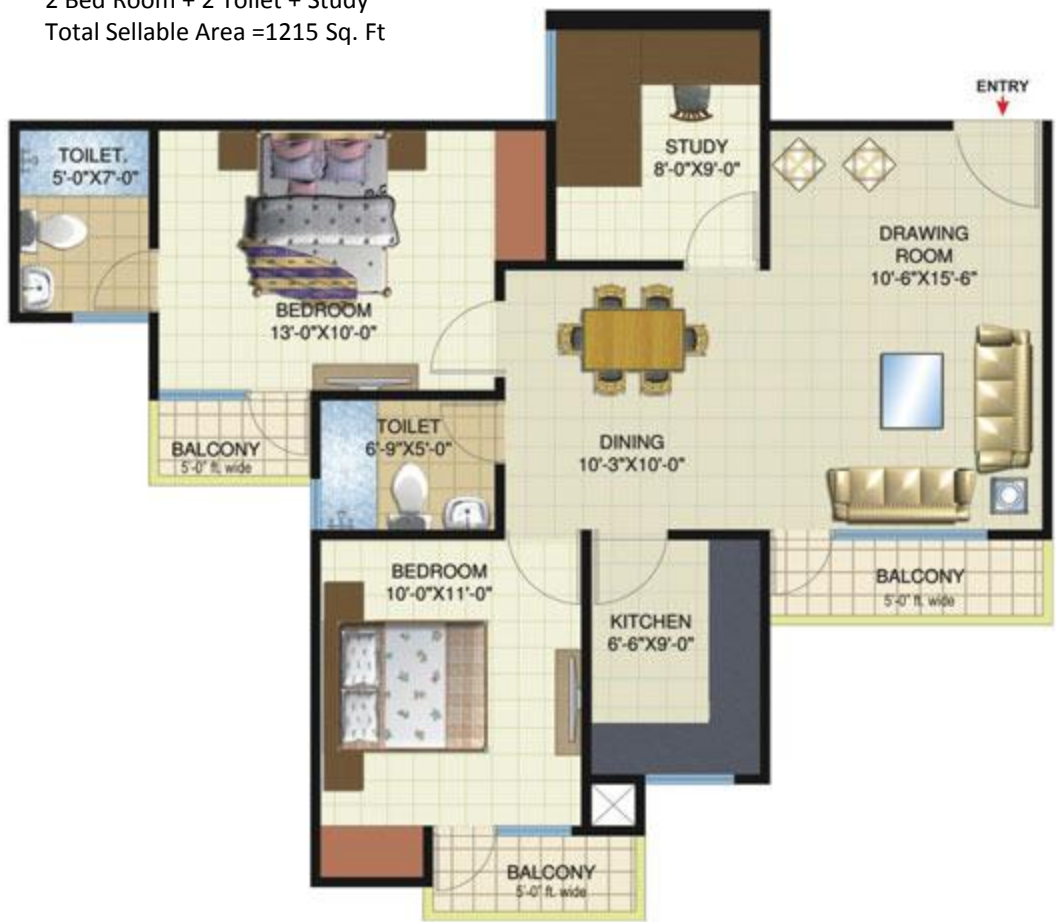 2 Bed Room + 2 Toilet + Study
Total Sellable Area =1215 Sq. Ft
ENTRY
TOILET.
5'-0"X7'-0"
STUDY
8'-0"X9'-0"
DRAWING
ROOM
10'-6"X15'-6"
BEDROOM
13'-0"X10'-0"
TOILET
6'-9"X5'-0"
BALCONY
5'-0" ft. wide
DINING
10'-3"X10'-0"
BEDROOM
10'-0"X11'-0"
BALCONY
5'-0" ft. wide
KITCHEN
6'-6"X9'-0"
BALCONY
5'-0" ft. wide